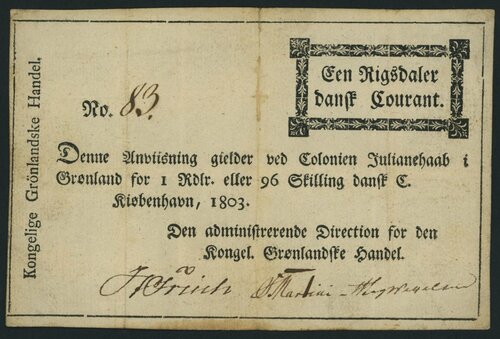 Kongelige Grönlandske Handel.
Een Rigsdaler
dansk Courant.
No. 83.
Denne Anviisning gielder ved Colonien Julianehaab i
Grønland for 1 Rdlr. eller 96 Skilling dansk C.
Kiøbenhavn, 1803.
Den administrerende Direction for den
Kongel. Grønlandske Handel.